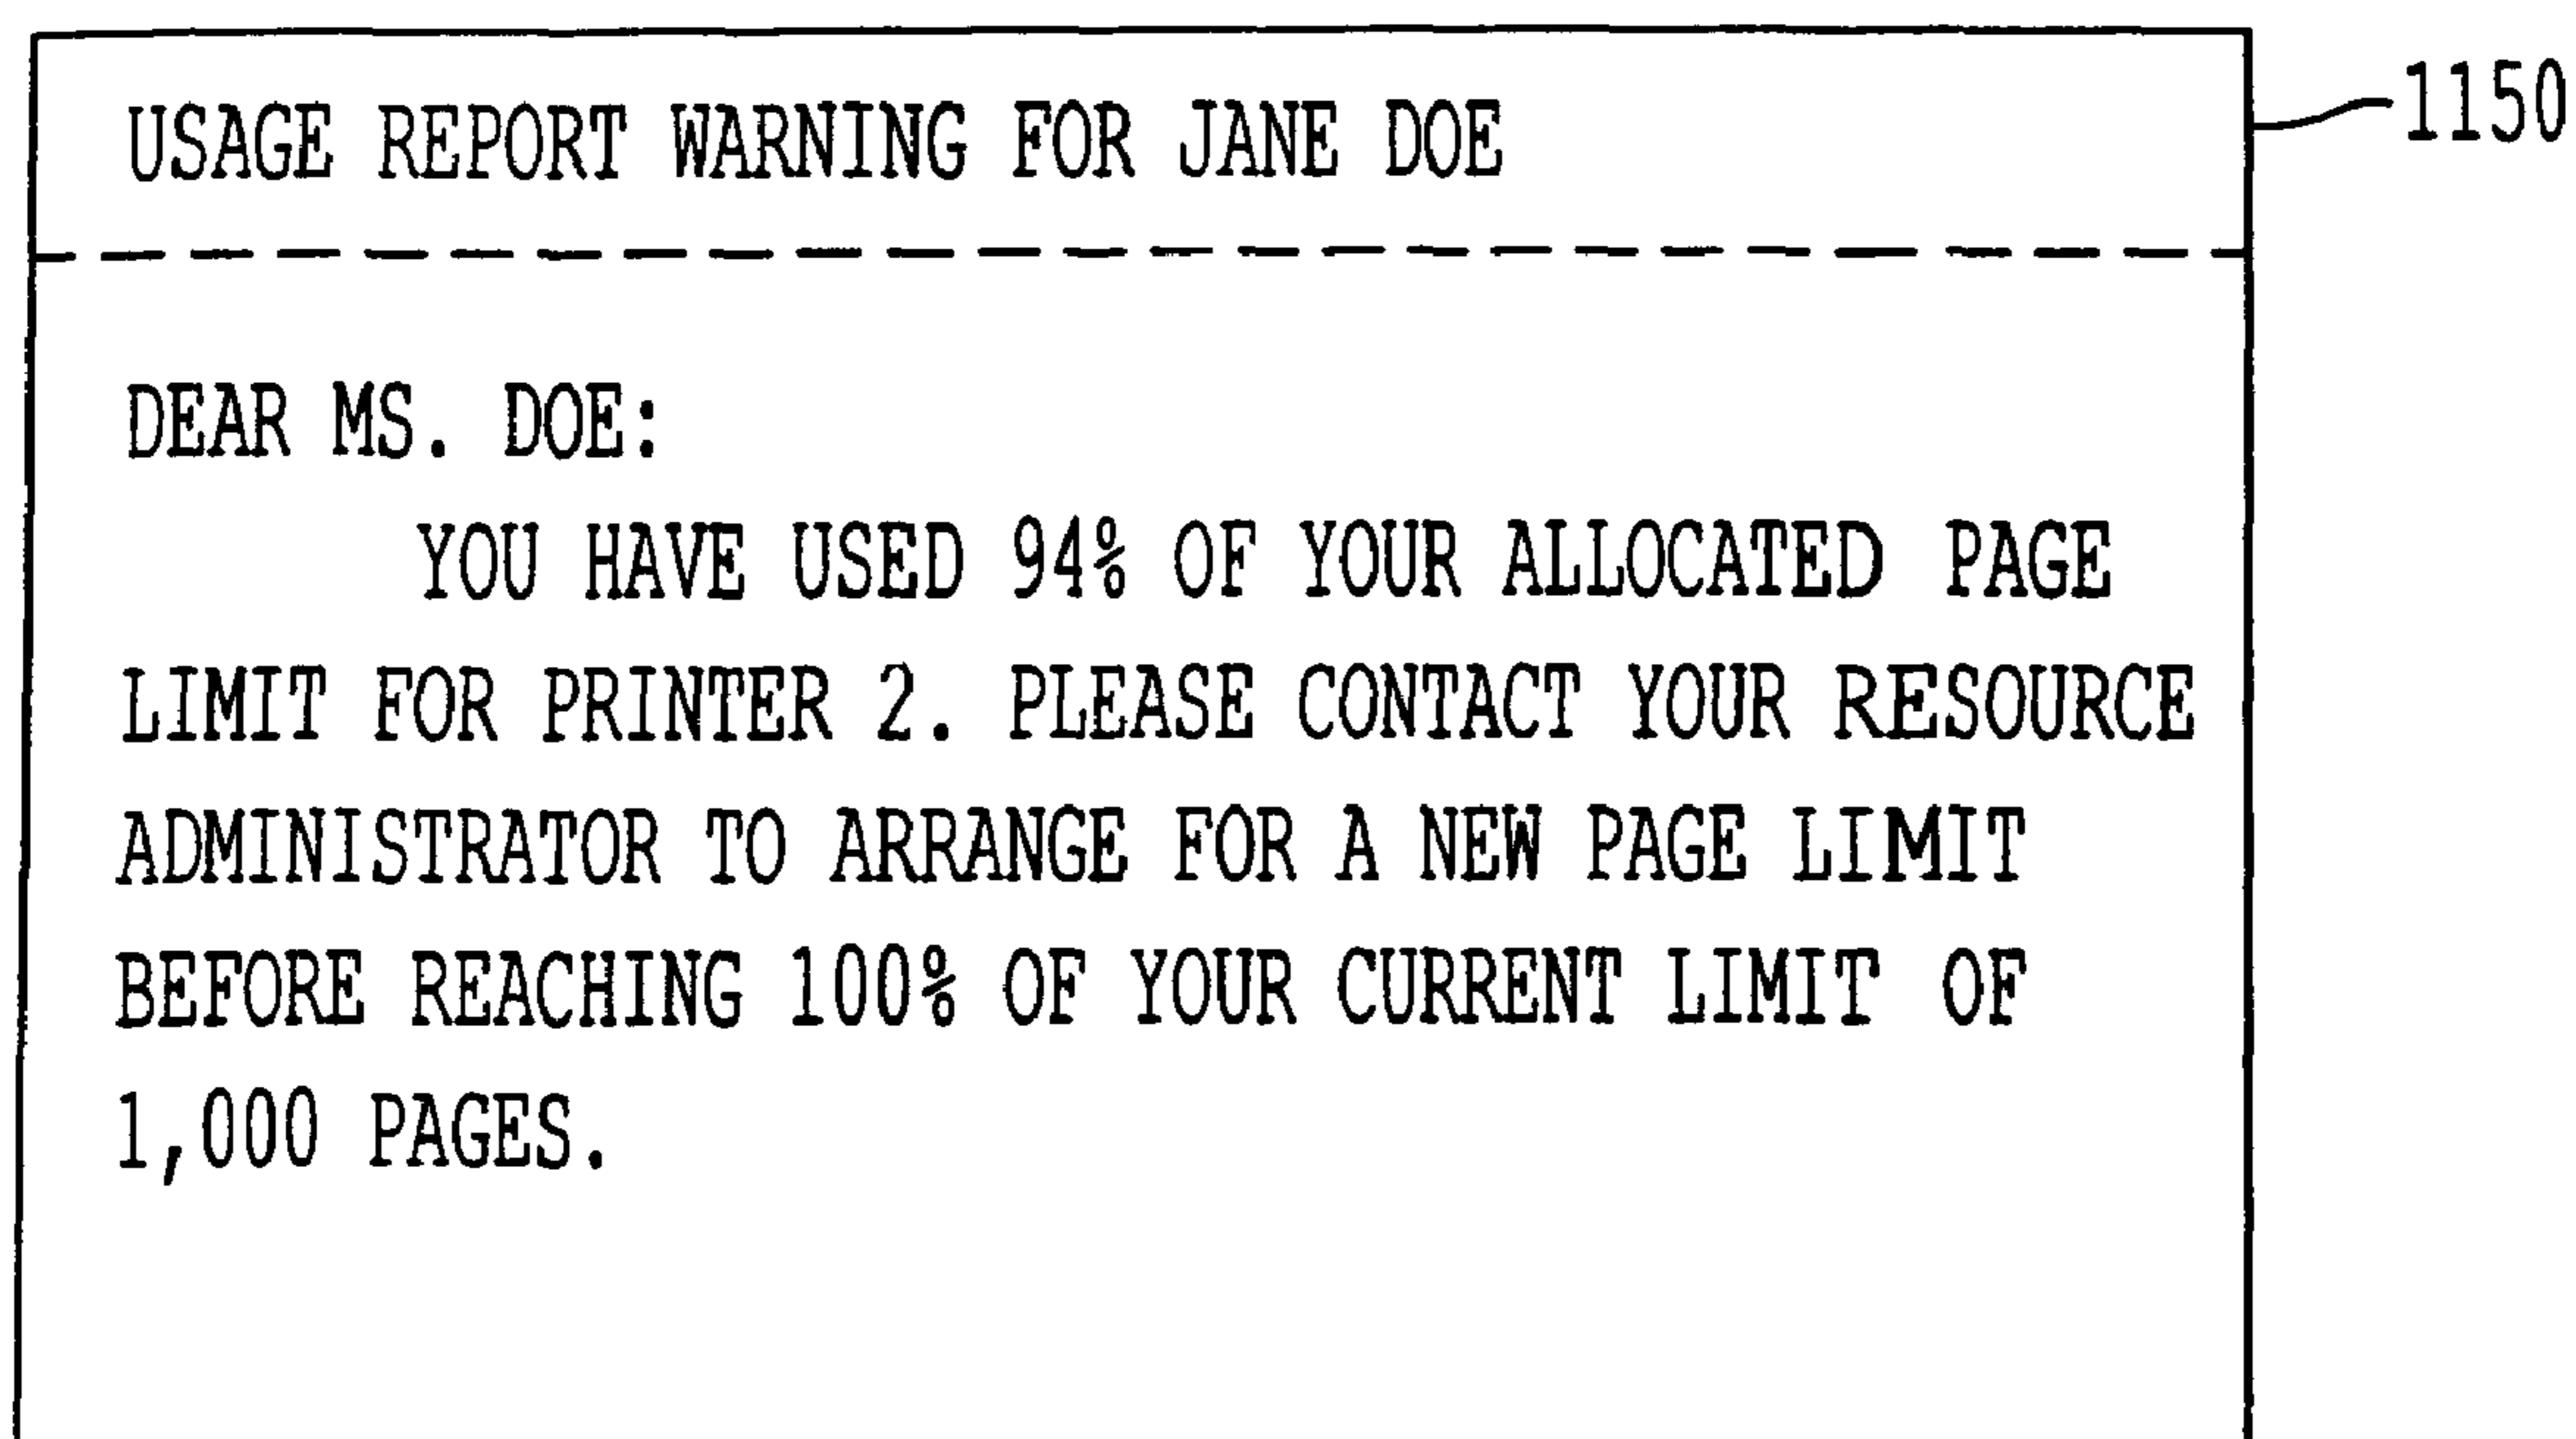 USAGE REPORT WARNING FOR JANE DOE
1150
DEAR MS. DOE:
YOU HAVE USED 94% OF YOUR ALLOCATED PAGE
LIMIT FOR PRINTER 2. PLEASE CONTACT YOUR RESOURCE
ADMINISTRATOR TO ARRANGE FOR A NEW PAGE LIMIT
BEFORE REACHING 100% OF YOUR CURRENT LIMIT OF
1,000 PAGES.